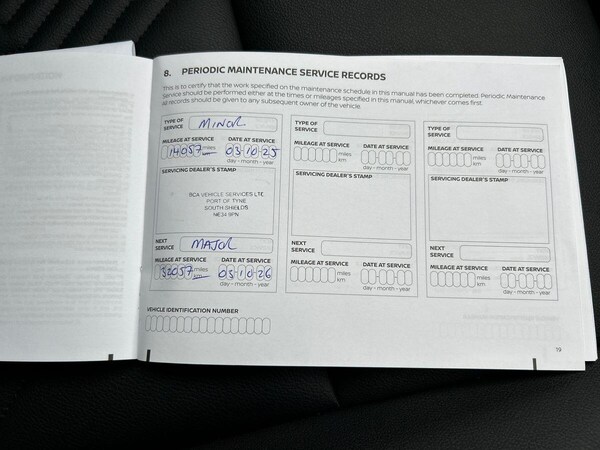 8. PERIODIC MAINTENANCE SERVICE RECORDS
This is to certify that the work specified on the maintenance schedule in this manual has been completed. Periodic Maintenance
Service should be performed either at the times or mileages specified in this manual, whichever comes first.
All records should be given to any subsequent owner of the vehicle.
TYPE OF SERVICE MINOR
MILEAGE AT SERVICE DATE AT SERVICE
14057 miles 03-10-25
km day - month - year
SERVICING DEALER'S STAMP
BCA VEHICLE SERVICES LTD
PORT OF TYNE
SOUTH SHIELDS
NE34 9PN
NEXT SERVICE MAJOR
MILEAGE AT SERVICE DATE AT SERVICE
32057 miles 03-10-26
km day - month - year
TYPE OF SERVICE
MILEAGE AT SERVICE DATE AT SERVICE
miles
km day - month - year
SERVICING DEALER'S STAMP
NEXT SERVICE
MILEAGE AT SERVICE DATE AT SERVICE
miles
km day - month - year
TYPE OF SERVICE
MILEAGE AT SERVICE DATE AT SERVICE
miles
km day - month - year
SERVICING DEALER'S STAMP
NEXT SERVICE
MILEAGE AT SERVICE DATE AT SERVICE
miles
km day - month - year
VEHICLE IDENTIFICATION NUMBER
19